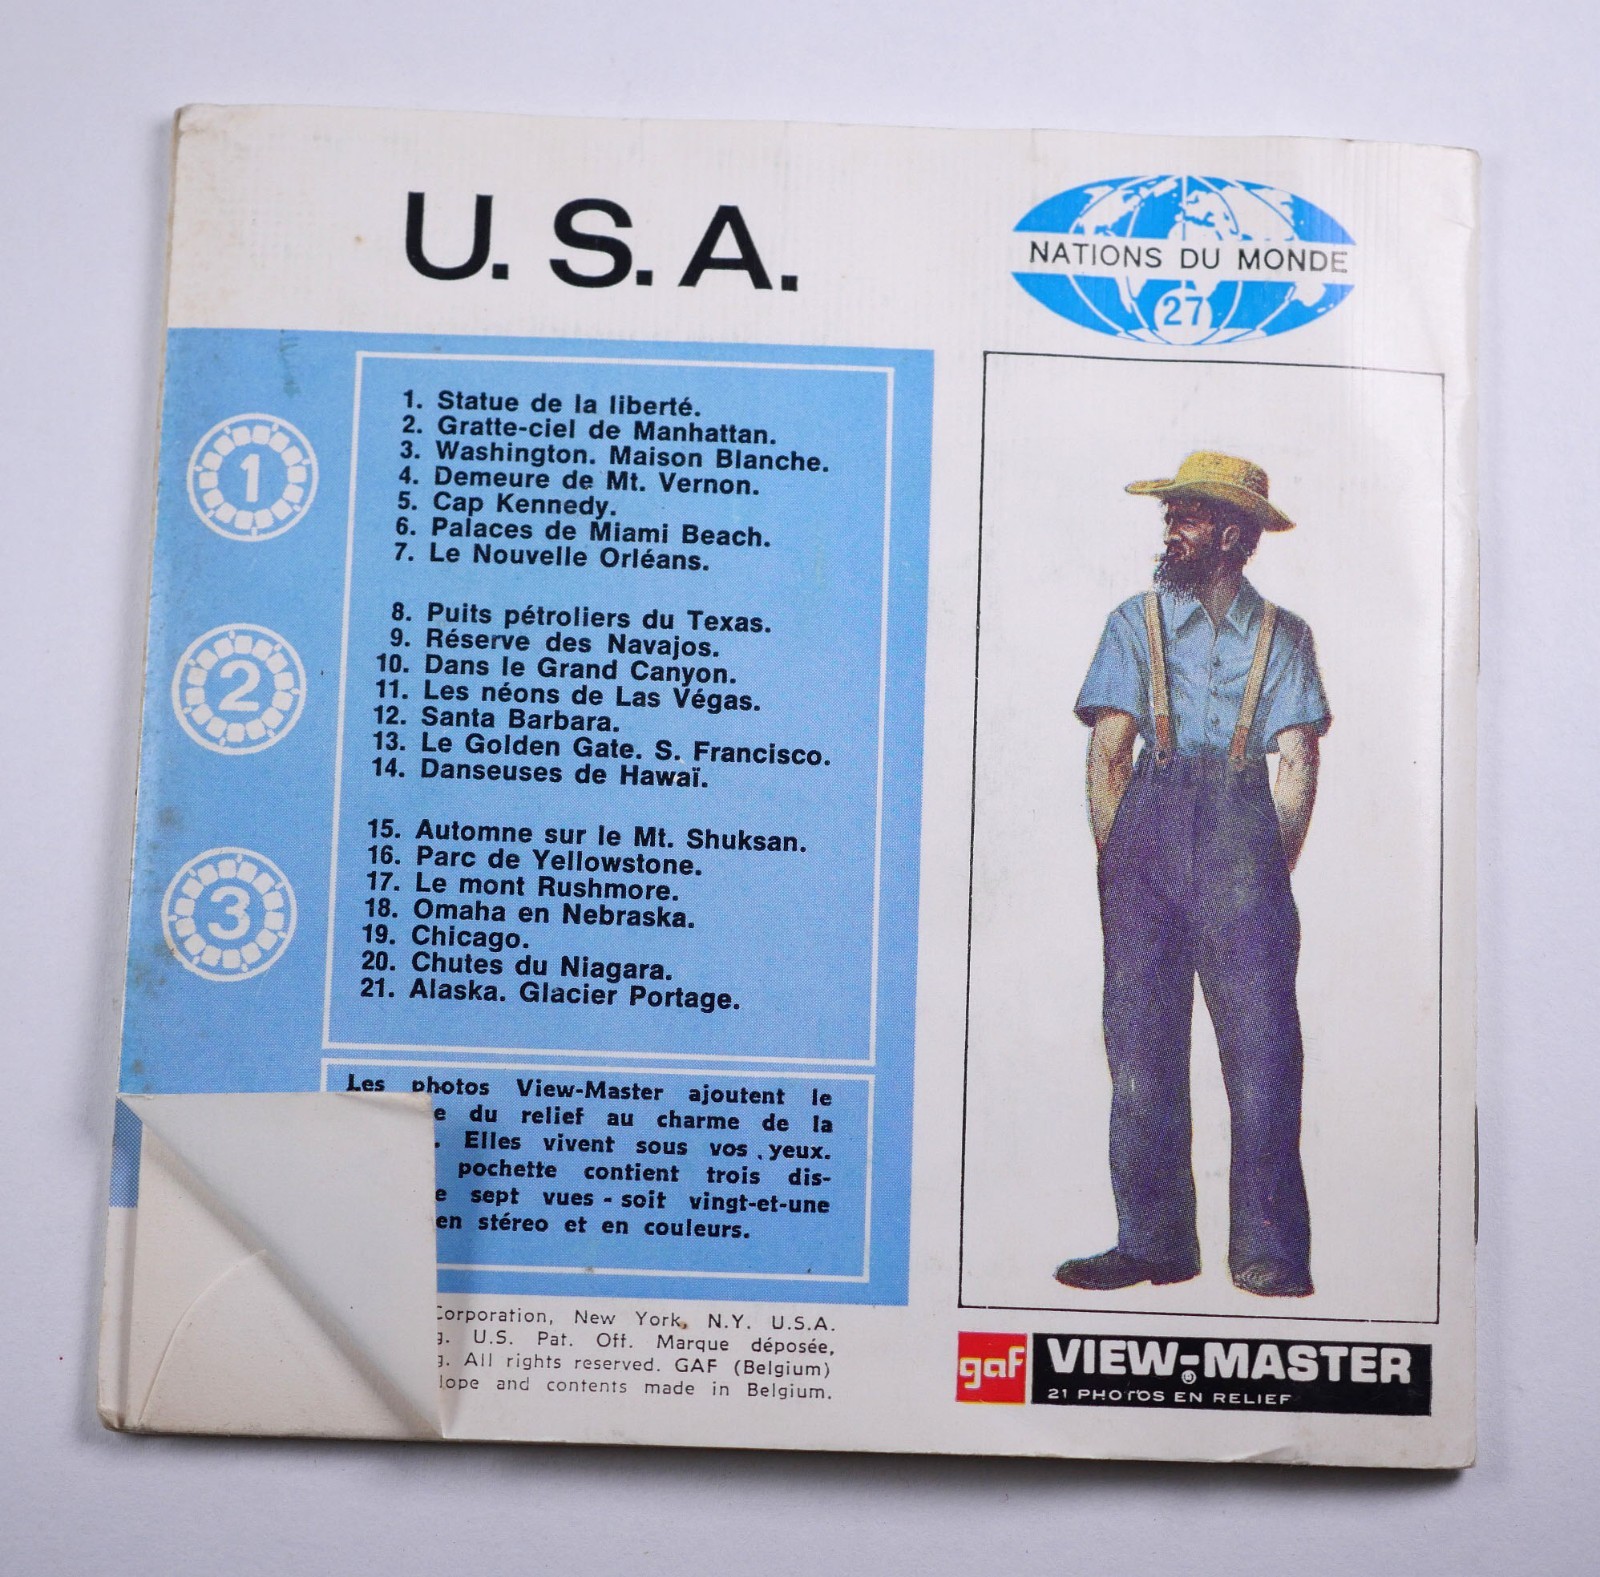 U.S.A.
NATIONS DU MONDE
27
1
1. Statue de la liberté.
2. Gratte-ciel de Manhattan.
3. Washington. Maison Blanche.
4. Demeure de Mt. Vernon.
5. Cap Kennedy.
6. Palaces de Miami Beach.
7. Le Nouvelle Orléans.
2
8. Puits pétroliers du Texas.
9. Réserve des Navajos.
10. Dans le Grand Canyon.
11. Les néons de Las Végas.
12. Santa Barbara.
13. Le Golden Gate. S. Francisco.
14. Danseuses de Hawaï.
3
15. Automne sur le Mt. Shuksan.
16. Parc de Yellowstone.
17. Le mont Rushmore.
18. Omaha en Nebraska.
19. Chicago.
20. Chutes du Niagara.
21. Alaska. Glacier Portage.
Les photos View-Master ajoutent le
du relief au charme de la
. Elles vivent sous vos yeux.
pochette contient trois dis-
sept vues - soit vingt-et-une
en stéreo et en couleurs.
Corporation, New York, N.Y. U.S.A.
U.S. Pat. Off. Marque déposée,
All rights reserved. GAF (Belgium)
and contents made in Belgium.
gaf VIEW-MASTER®
21 PHOTOS EN RELIEF